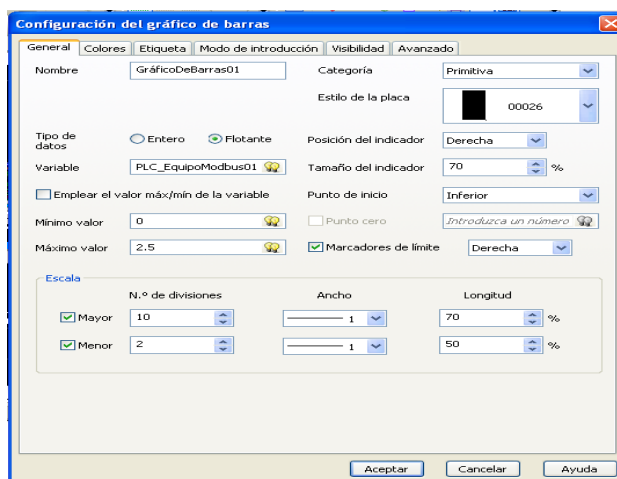 Configuración del gráfico de barras
General Colores Etiqueta Modo de introducción Visibilidad Avanzado
Nombre GráficoDeBarras01 Categoría Primitiva
Estilo de la placa 00026
Tipo de datos Entero Flotante Posición del indicador Derecha
Variable PLC_EquipoModbus01 Tamaño del indicador 70 %
Emplear el valor máx/mín de la variable Punto de inicio Inferior
Mínimo valor 0 Punto cero Introduzca un número
Máximo valor 2.5 Marcadores de límite Derecha
Escala
N.º de divisiones Ancho Longitud
Mayor 10 1 70 %
Menor 2 1 50 %
Aceptar Cancelar Ayuda